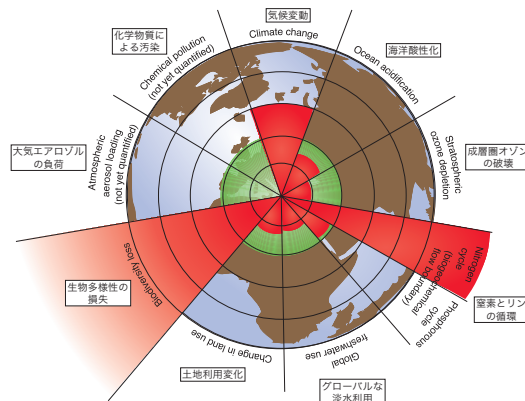 気候変動
Climate change
海洋酸性化
Ocean acidification
成層圏オゾン
の破壊
Stratospheric
ozone depletion
窒素とリン
の循環
Nitrogen
cycle
(biogeochemical
flow boundary)
Phosphorous
cycle
グローバルな
淡水利用
Global
freshwater use
土地利用変化
Change in land use
生物多様性の
損失
Biodiversity loss
大気エアロゾル
の負荷
Atmospheric
aerosol loading
(not yet quantified)
化学物質に
よる汚染
Chemical pollution
(not yet quantified)